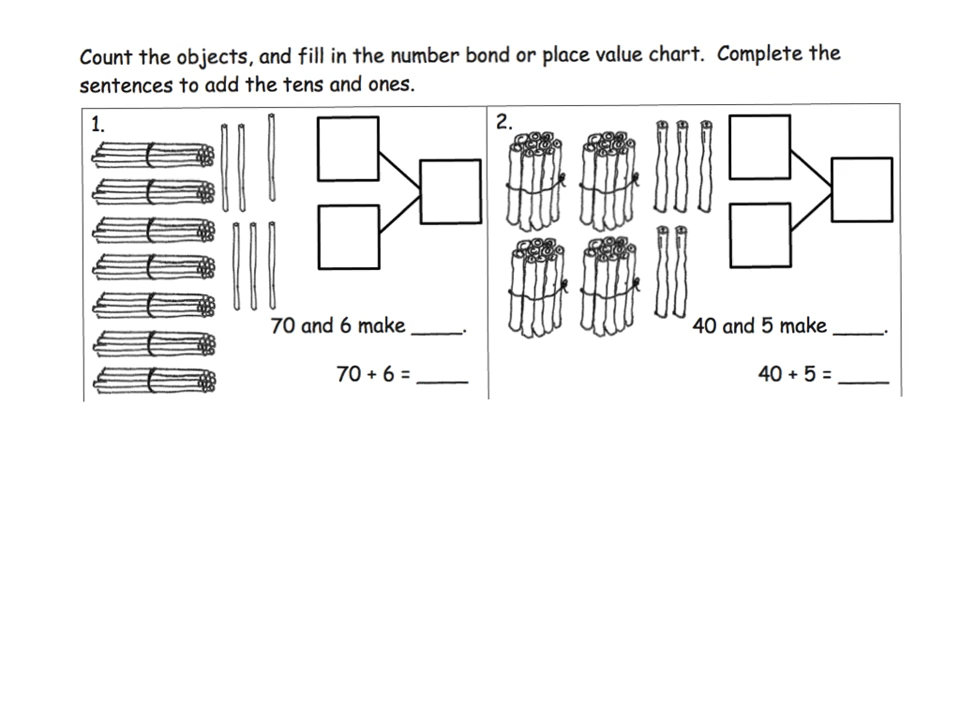 Count the objects, and fill in the number bond or place value chart. Complete the
sentences to add the tens and ones.
1.
70 and 6 make _____.
70 + 6 = _____
2.
40 and 5 make _____.
40 + 5 = _____